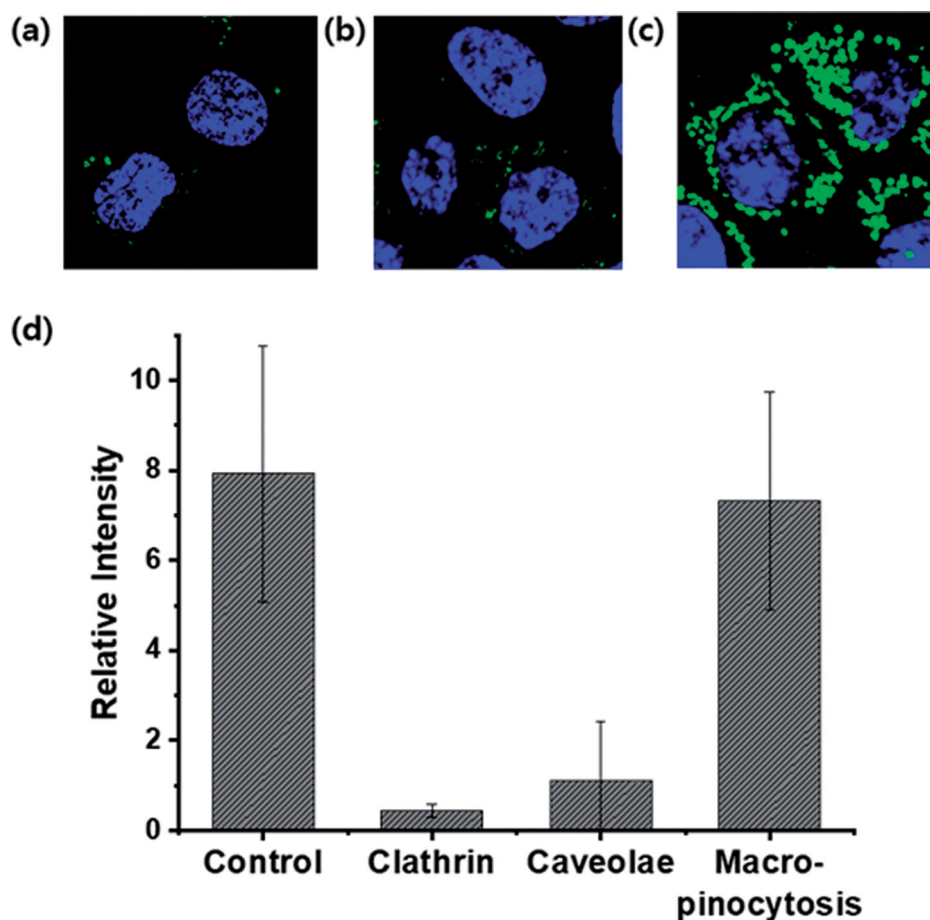 (a)
(b)
(c)
(d)
10
8
6
4
2
0
Relative Intensity
Control
Clathrin
Caveolae
Macro-
pinocytosis